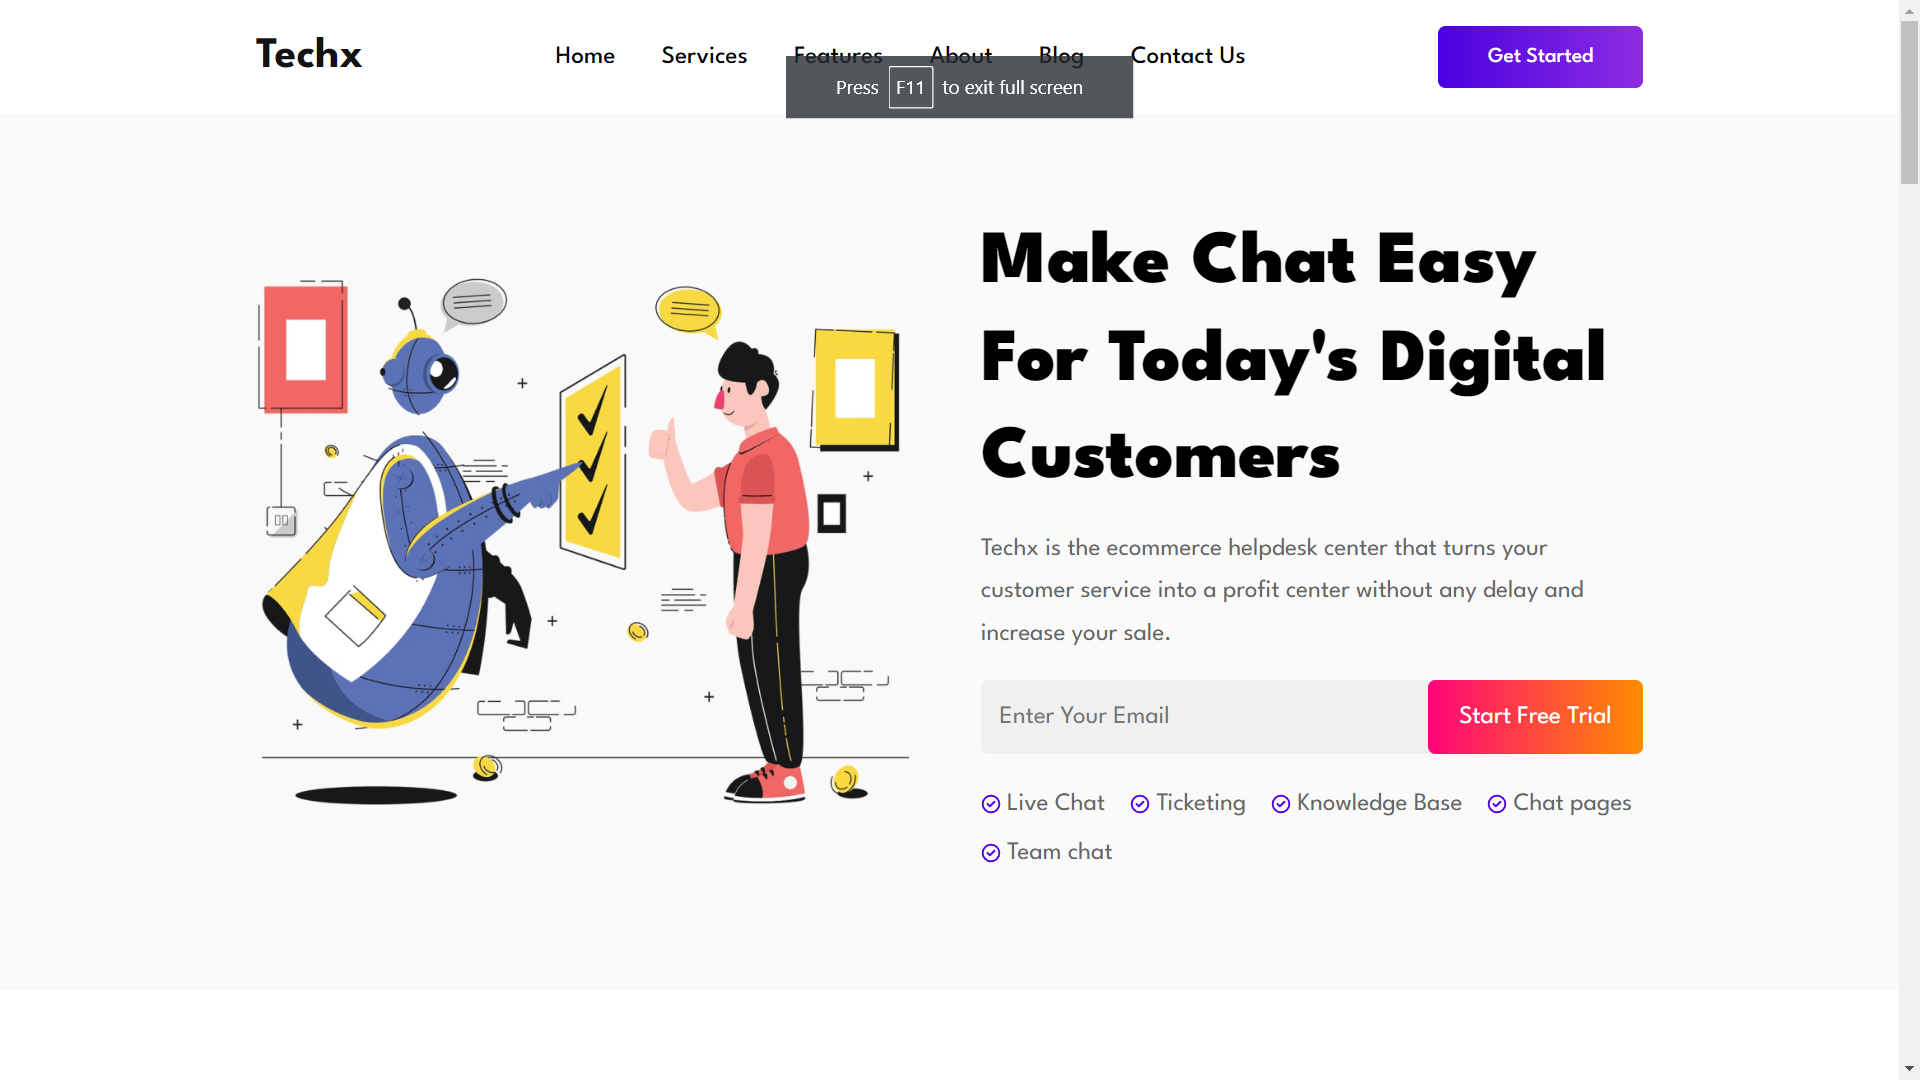 Techx
Home Services Features About Blog Contact Us
Get Started
Press F11 to exit full screen
Make Chat Easy
For Today's Digital
Customers
Techx is the ecommerce helpdesk center that turns your
customer service into a profit center without any delay and
increase your sale.
Enter Your Email
Start Free Trial
Live Chat Ticketing Knowledge Base Chat pages
Team chat